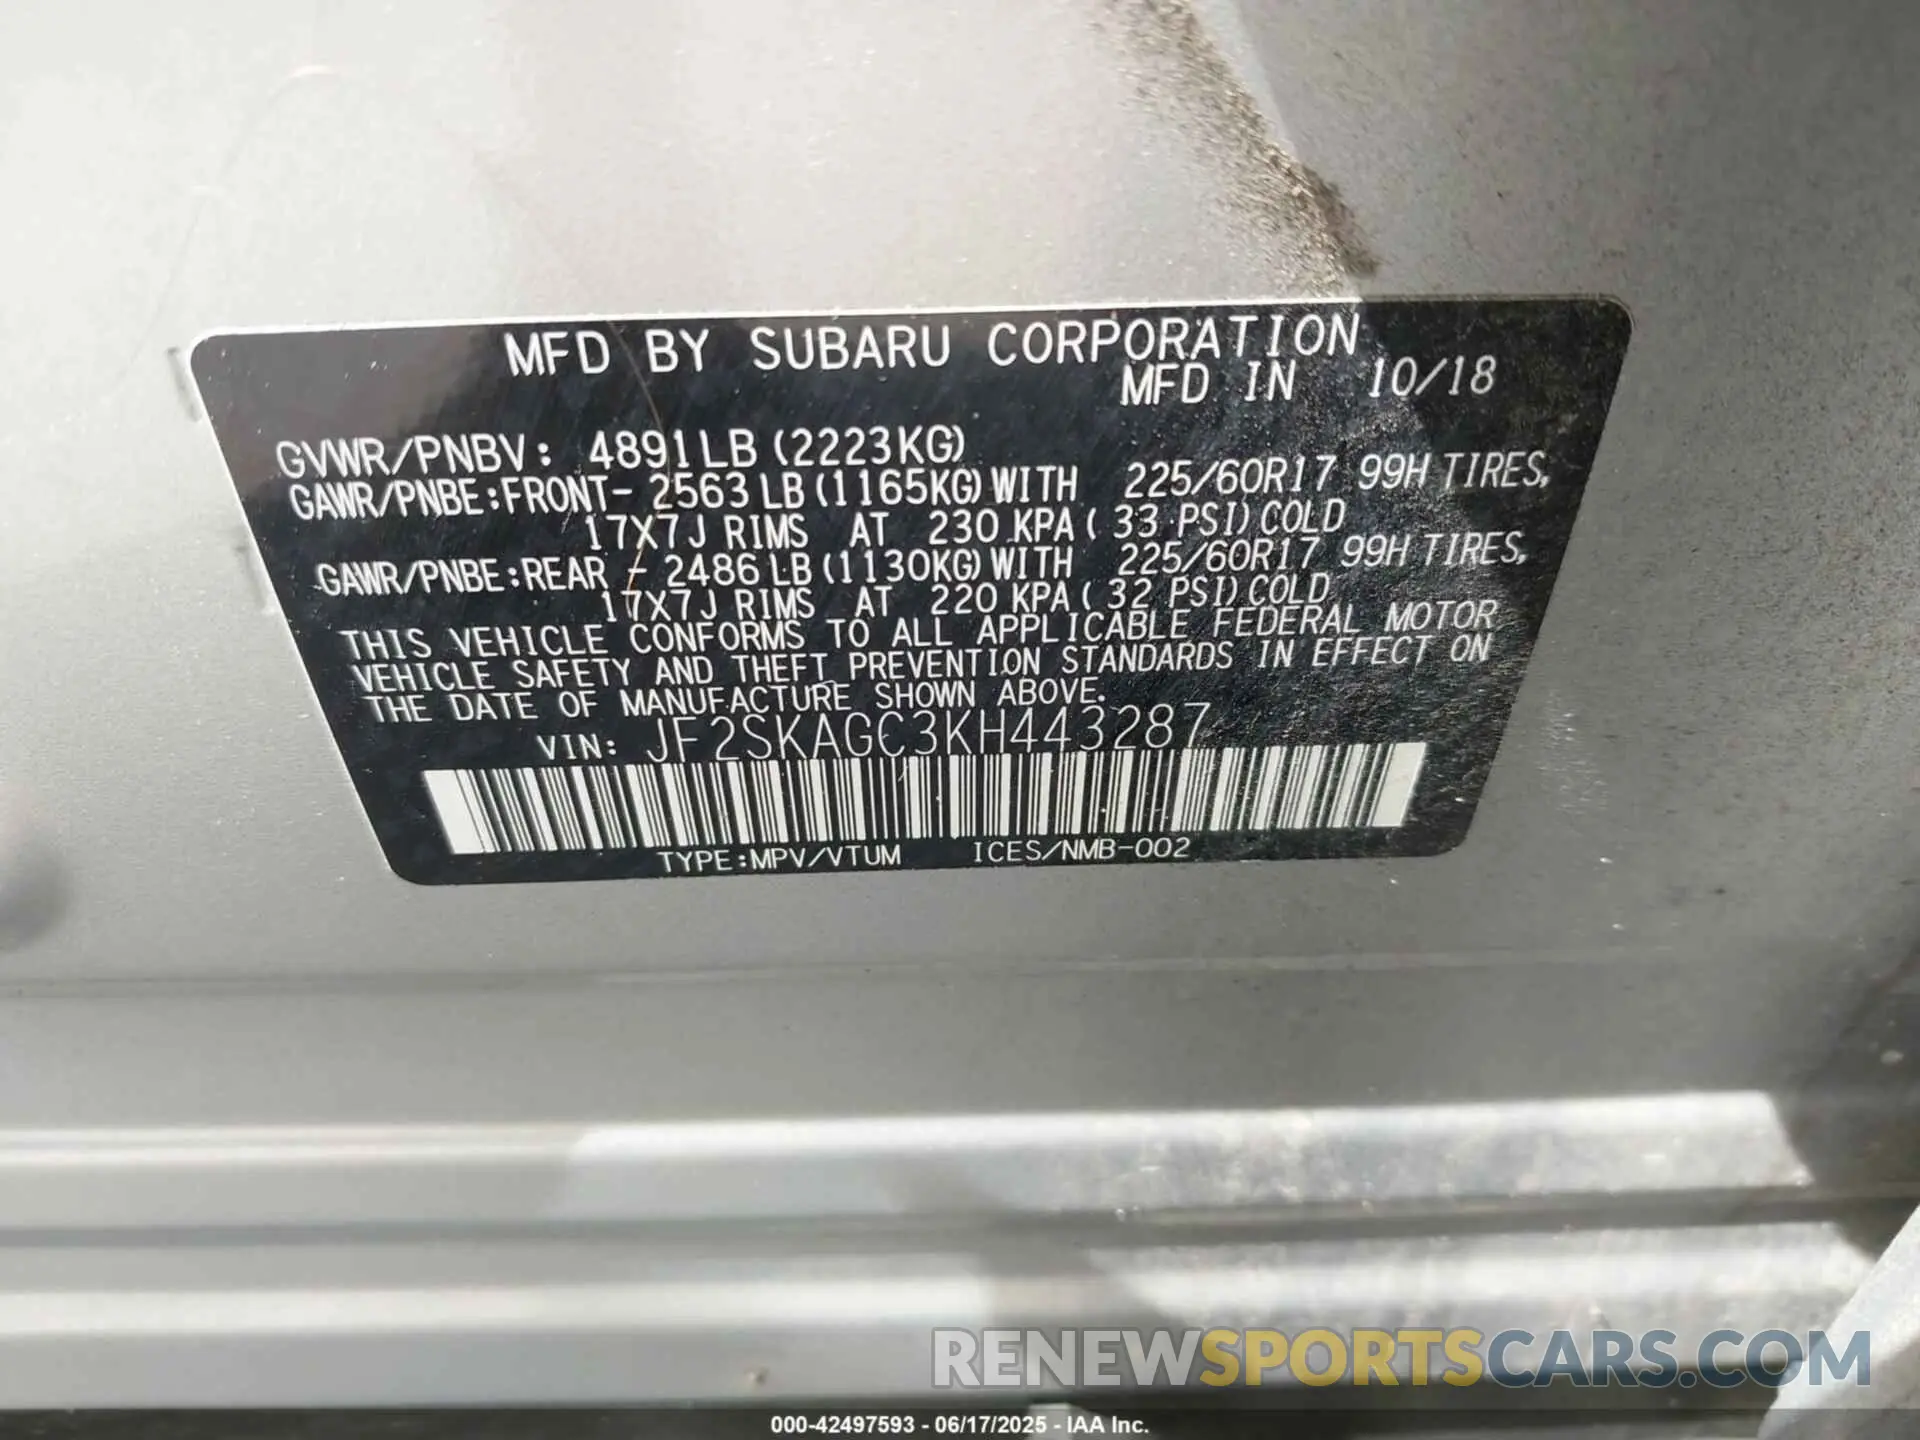 MFD BY SUBARU CORPORATION
MFD IN 10/18
GVWR/PNBV: 4891LB (2223KG)
GAWR/PNBE:FRONT- 2563LB(1165KG)WITH 225/60R17 99H TIRES,
17X7J RIMS AT 230 KPA( 33 PSI)COLD
GAWR/PNBE:REAR - 2486LB(1130KG)WITH 225/60R17 99H TIRES,
17X7J RIMS AT 220 KPA( 32 PSI)COLD
THIS VEHICLE CONFORMS TO ALL APPLICABLE FEDERAL MOTOR
VEHICLE SAFETY AND THEFT PREVENTION STANDARDS IN EFFECT ON
THE DATE OF MANUFACTURE SHOWN ABOVE.
VIN: JF2SKAGC3KH443287
TYPE:MPV/VTUM ICES/NMB-002
RENEWSPORTSCARS.COM
000-42497593 - 06/17/2025 - IAA Inc.